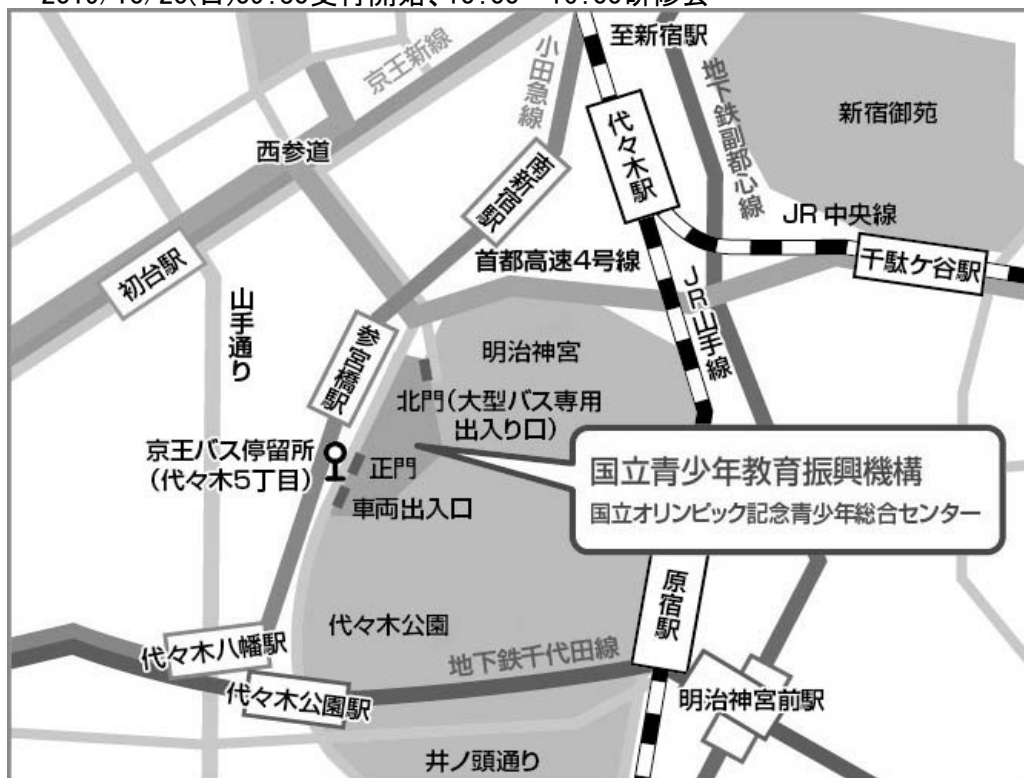 至新宿駅
小田急線
京王新線
地下鉄副都心線
新宿御苑
代々木駅
西参道
南新宿駅
JR中央線
首都高速4号線
千駄ケ谷駅
初台駅
山手通り
JR山手線
参宮橋駅
明治神宮
北門(大型バス専用
出入り口)
京王バス停留所
(代々木5丁目)
正門
車両出入口
国立青少年教育振興機構
国立オリンピック記念青少年総合センター
原宿駅
代々木公園
代々木八幡駅
地下鉄千代田線
代々木公園駅
明治神宮前駅
井ノ頭通り